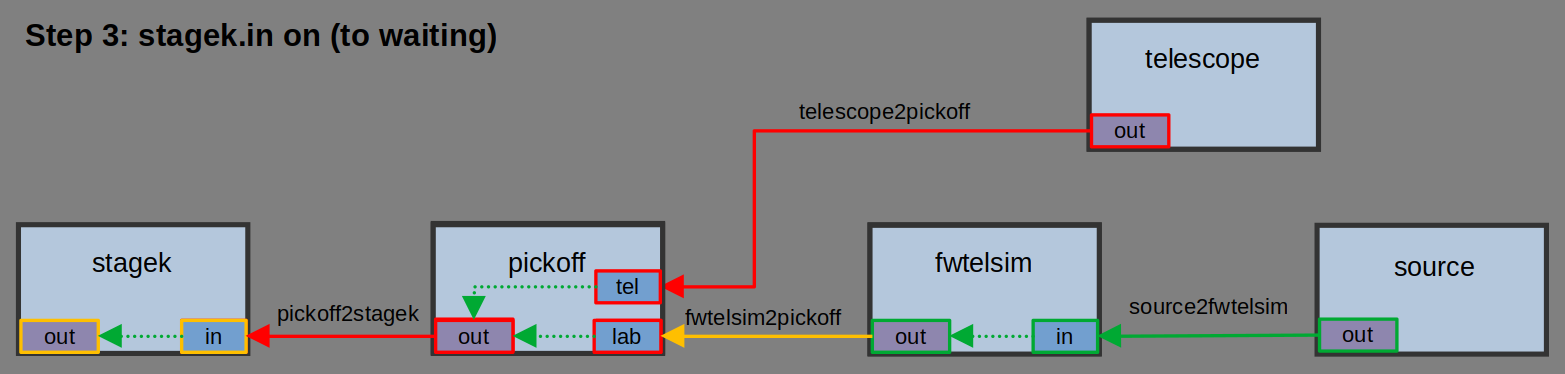 Step 3: stagek.in on (to waiting)
telescope
telescope2pickoff
out
stagek
pickoff
fwtelsim
source
tel
pickoff2stagek
fwtelsim2pickoff
source2fwtelsim
out
in
out
lab
out
in
out